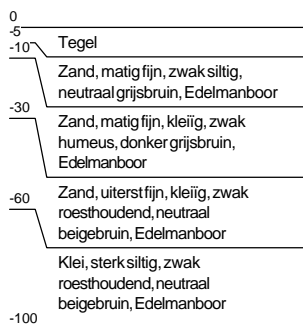 0
-5
Tegel
-10
Zand, matig fijn, zwak siltig,
neutraal grijsbruin, Edelmanboor
-30
Zand, matig fijn, kleiïg, zwak
humeus, donker grijsbruin,
Edelmanboor
-60
Zand, uiterst fijn, kleiïg, zwak
roesthoudend, neutraal
beigebruin, Edelmanboor
Klei, sterk siltig, zwak
roesthoudend, neutraal
beigebruin, Edelmanboor
-100